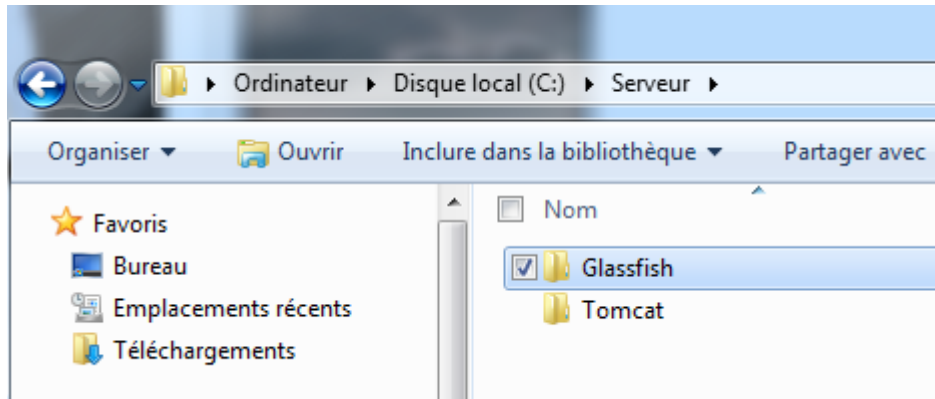 Ordinateur Disque local (C:) Serveur
Organiser Ouvrir Inclure dans la bibliothèque Partager avec
Favoris
Nom
Bureau
Glassfish
Emplacements récents
Tomcat
Téléchargements